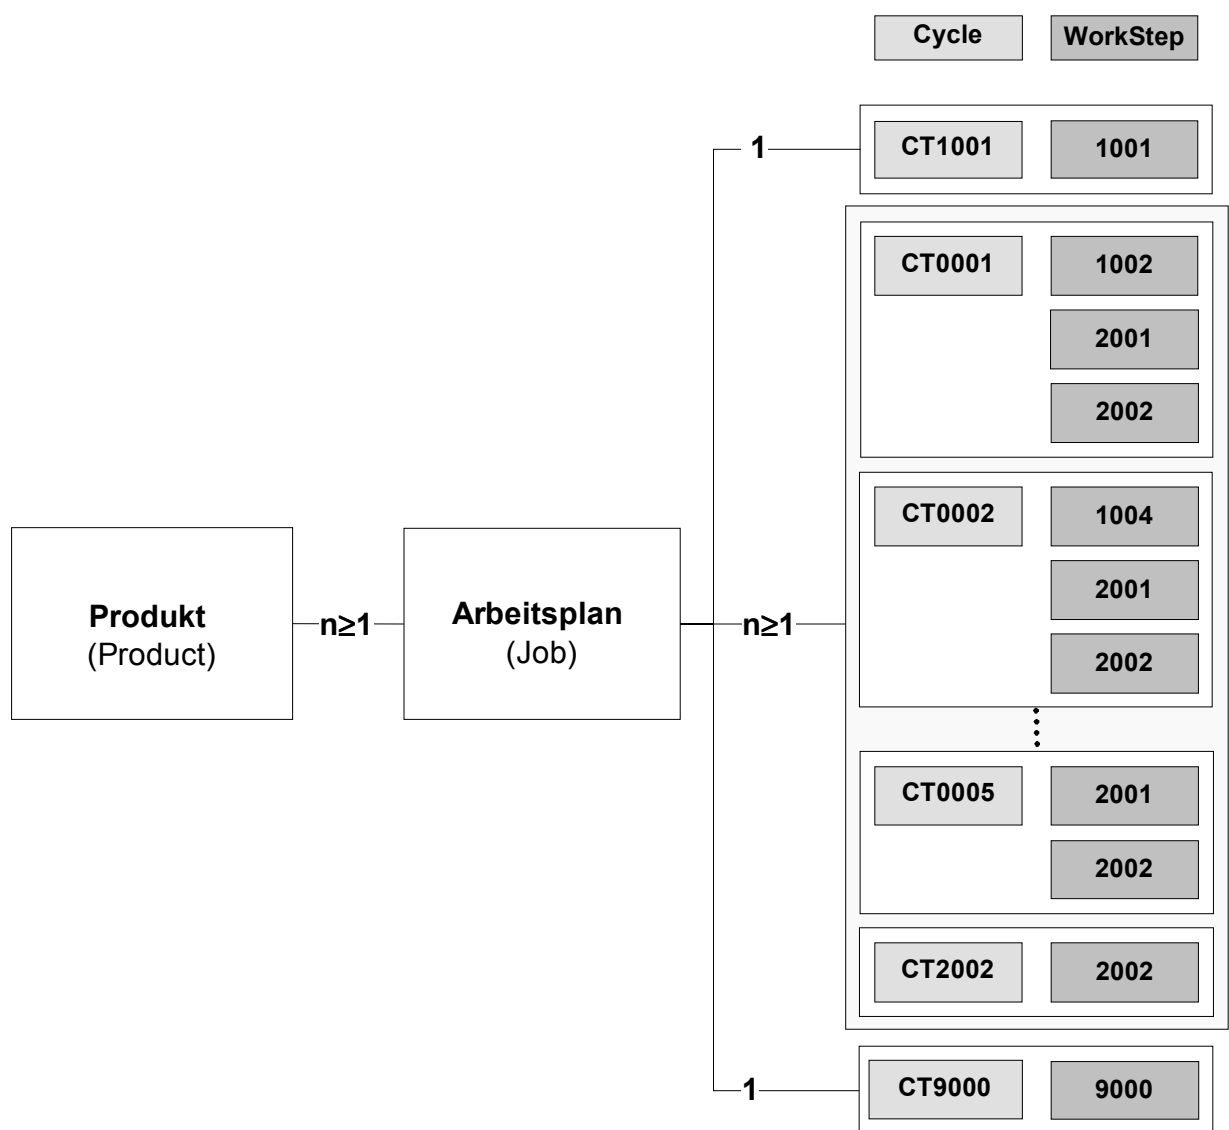 Cycle WorkStep
1 CT1001 1001
CT0001 1002
2001
2002
CT0002 1004
2001
2002
Produkt
(Product)
n≥1
Arbeitsplan
(Job)
n≥1
CT0005 2001
2002
CT2002 2002
1 CT9000 9000